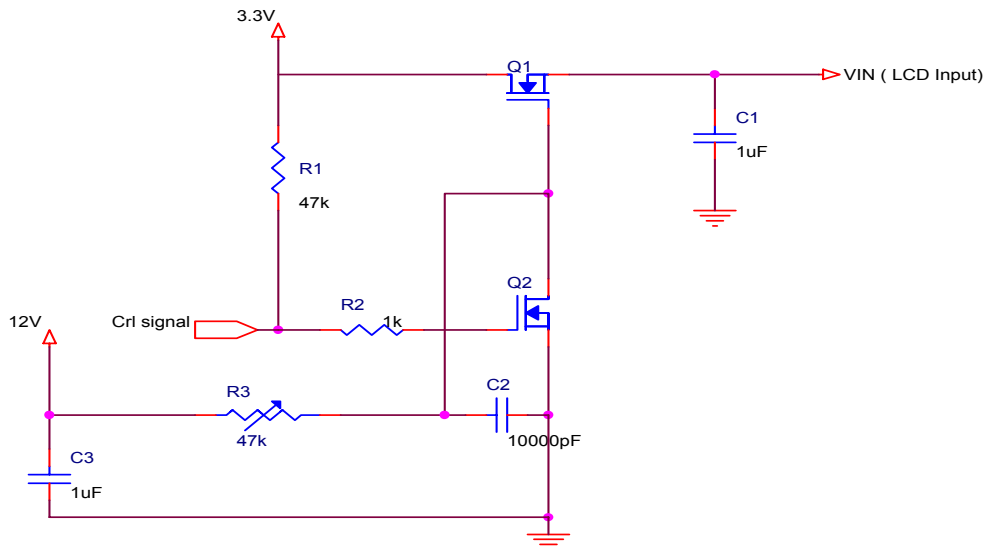 3.3V
Q1
VIN ( LCD Input)
C1
1uF
R1
47k
Q2
R2
1k
12V
Crl signal
R3
47k
C2
10000pF
C3
1uF